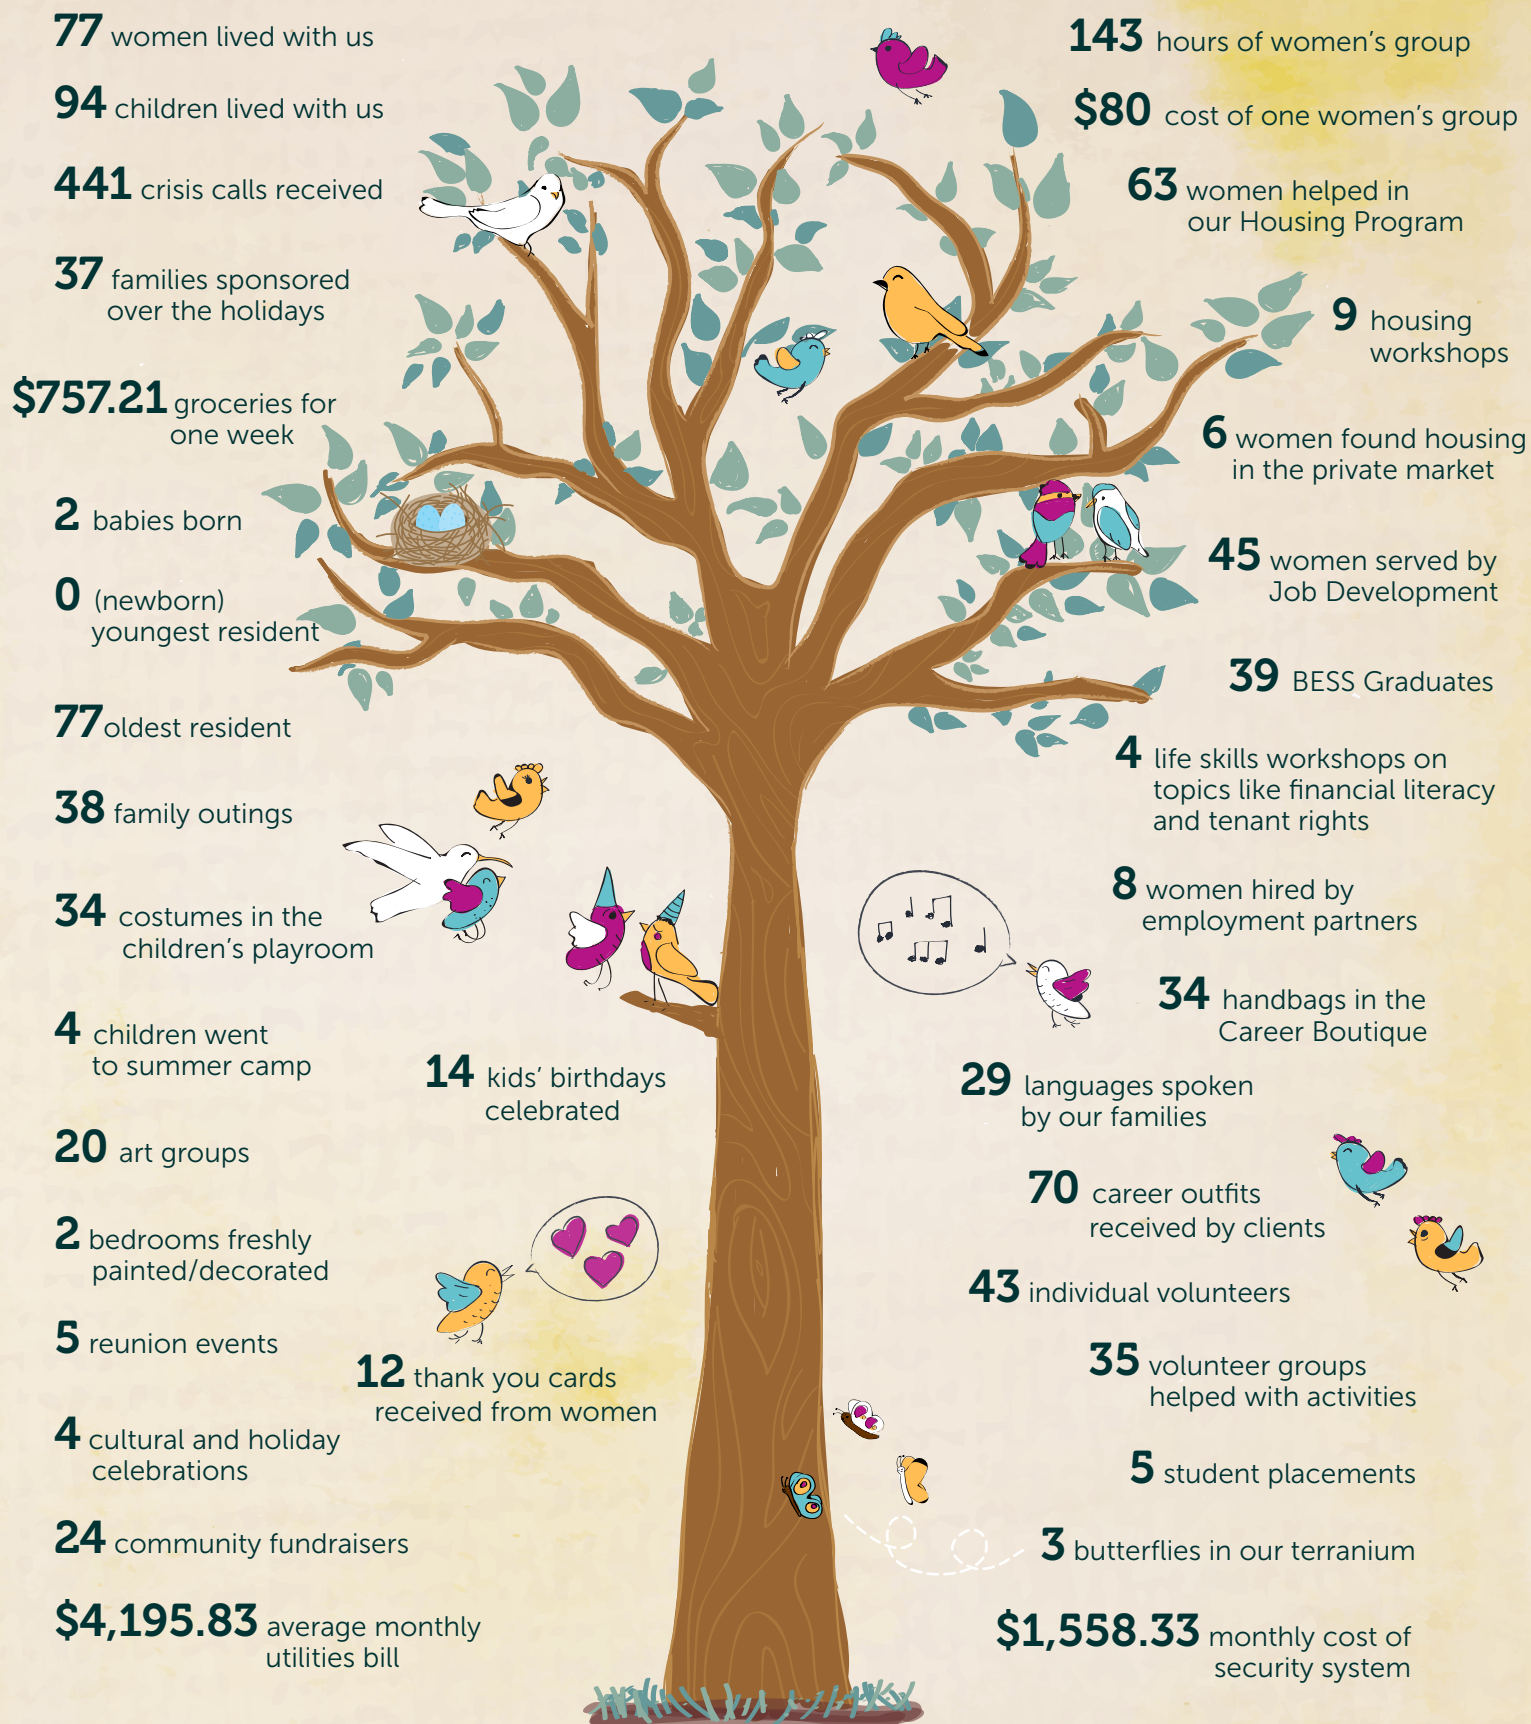 77 women lived with us
94 children lived with us
441 crisis calls received
37 families sponsored
over the holidays
$757.21 groceries for
one week
2 babies born
0 (newborn)
youngest resident
77 oldest resident
38 family outings
34 costumes in the
children's playroom
4 children went
to summer camp
20 art groups
2 bedrooms freshly
painted/decorated
5 reunion events
4 cultural and holiday
celebrations
24 community fundraisers
$4,195.83 average monthly
utilities bill
14 kids' birthdays
celebrated
12 thank you cards
received from women
143 hours of women's group
$80 cost of one women's group
63 women helped in
our Housing Program
9 housing
workshops
6 women found housing
in the private market
45 women served by
Job Development
39 BESS Graduates
4 life skills workshops on
topics like financial literacy
and tenant rights
8 women hired by
employment partners
34 handbags in the
Career Boutique
29 languages spoken
by our families
70 career outfits
received by clients
43 individual volunteers
35 volunteer groups
helped with activities
5 student placements
3 butterflies in our terranium
$1,558.33 monthly cost of
security system